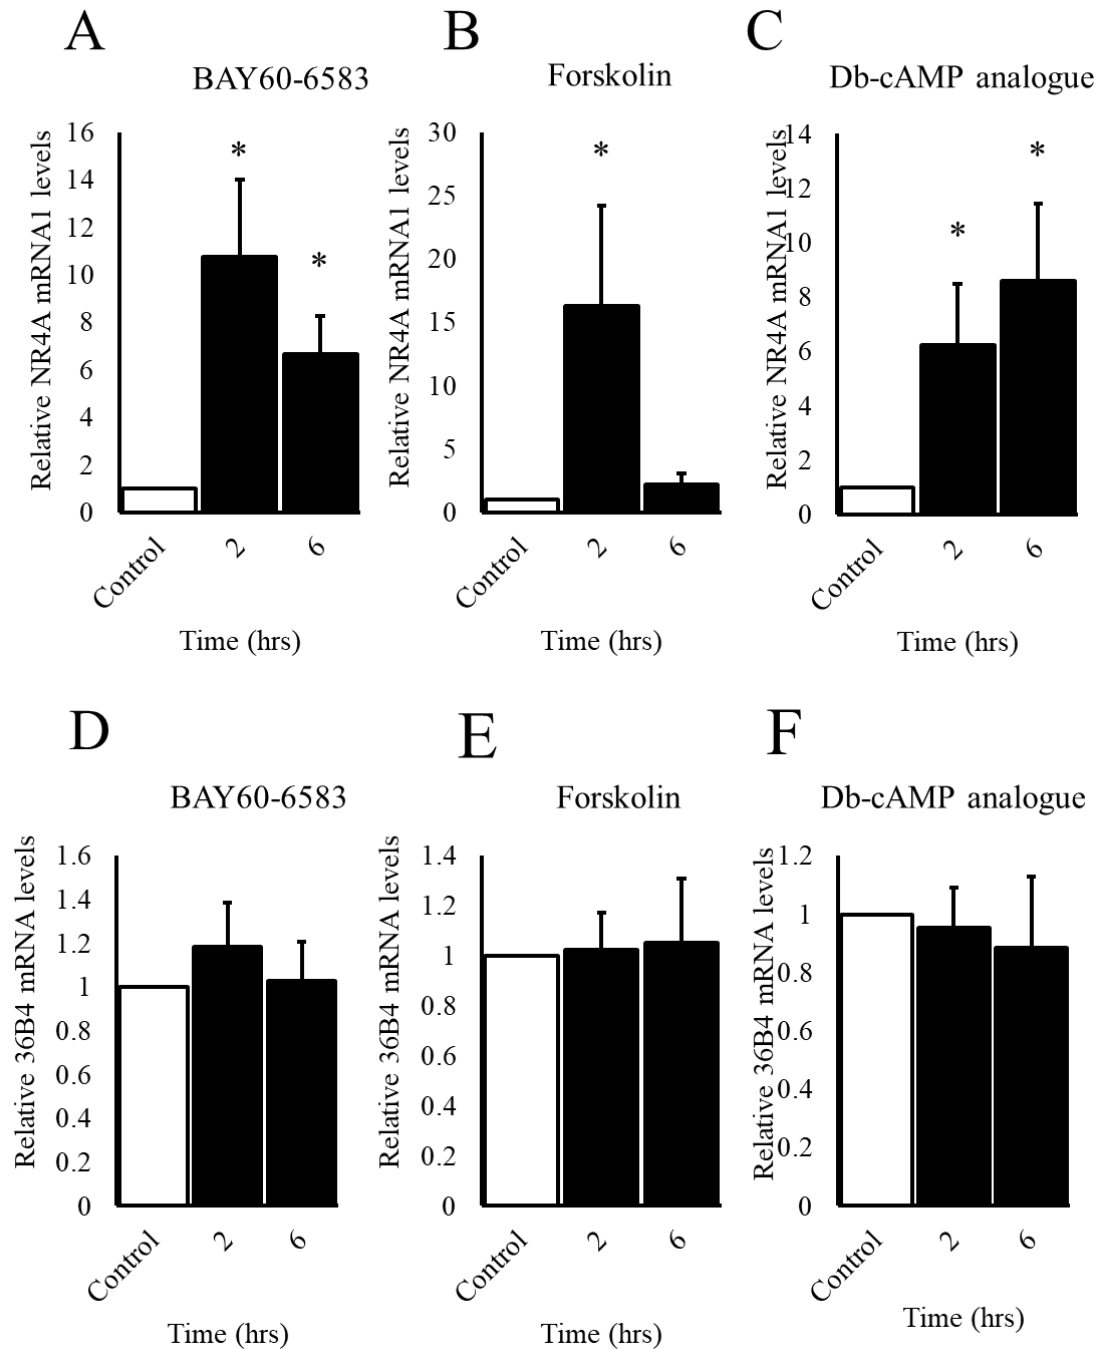 A
B
C
BAY60-6583
Forskolin
Db-cAMP analogue
Relative NR4A mRNA1 levels
16
14
12
10
8
6
4
2
0
*
*
Control
2
6
Time (hrs)
Relative NR4A mRNA1 levels
30
25
20
15
10
5
0
*
Control
2
6
Time (hrs)
Relative NR4A mRNA1 levels
14
12
10
8
6
4
2
0
*
*
Control
2
6
Time (hrs)
D
E
F
BAY60-6583
Forskolin
Db-cAMP analogue
Relative 36B4 mRNA levels
1.6
1.4
1.2
1
0.8
0.6
0.4
0.2
0
Control
2
6
Time (hrs)
Relative 36B4 mRNA levels
1.4
1.2
1
0.8
0.6
0.4
0.2
0
Control
2
6
Time (hrs)
Relative 36B4 mRNA levels
1.2
1
0.8
0.6
0.4
0.2
0
Control
2
6
Time (hrs)